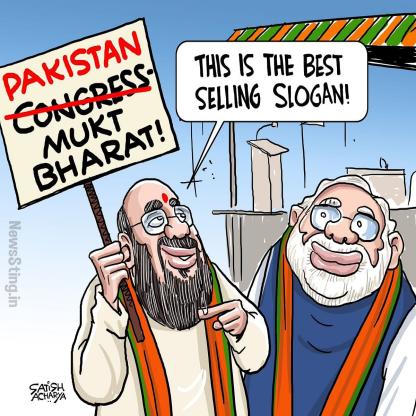 PAKISTAN
CONGRESS-
MUKT
BHARAT!
THIS IS THE BEST
SELLING SLOGAN!
NewsSting.in
SATISH
ACHARYA